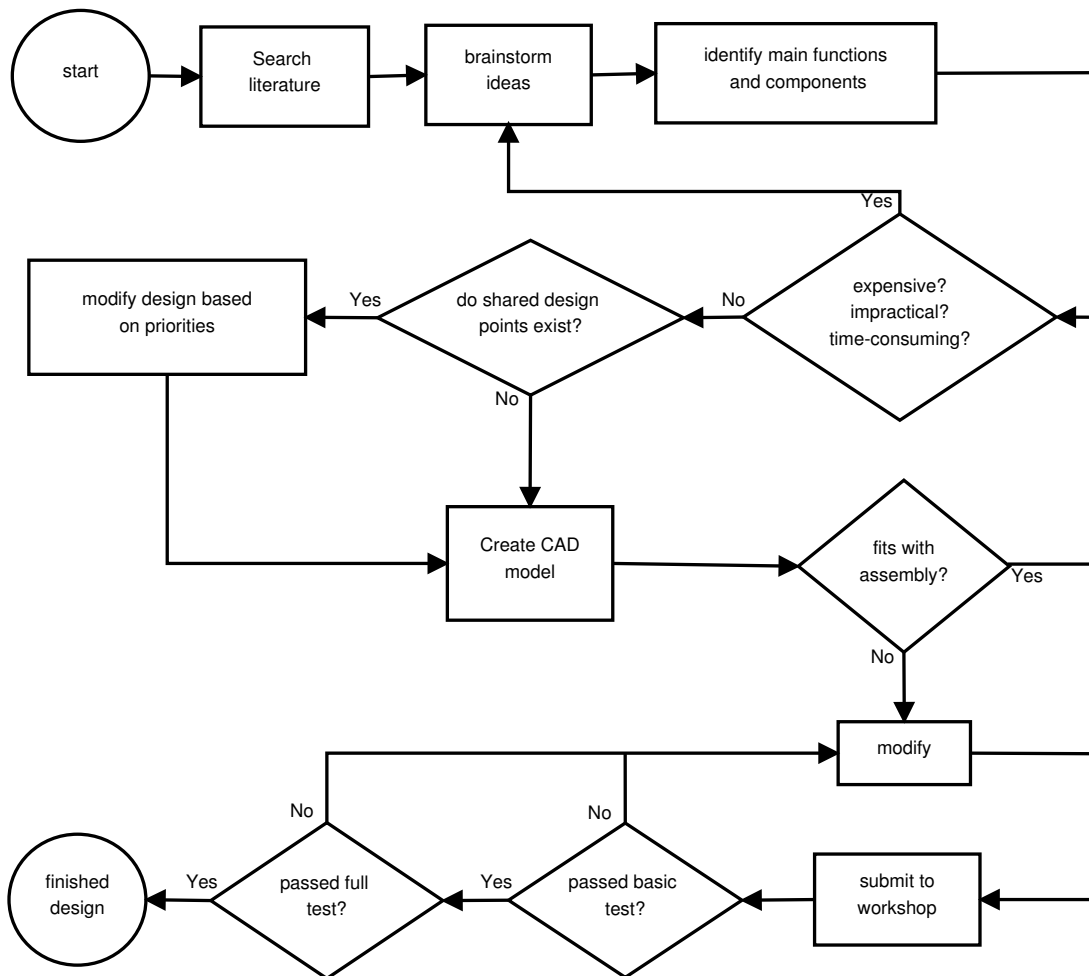 start
Search
literature
brainstorm
ideas
identify main functions
and components
Yes
expensive?
impractical?
time-consuming?
No
do shared design
points exist?
Yes
modify design based
on priorities
No
Create CAD
model
fits with
assembly?
Yes
No
modify
No
No
finished
design
Yes
passed full
test?
Yes
passed basic
test?
submit to
workshop